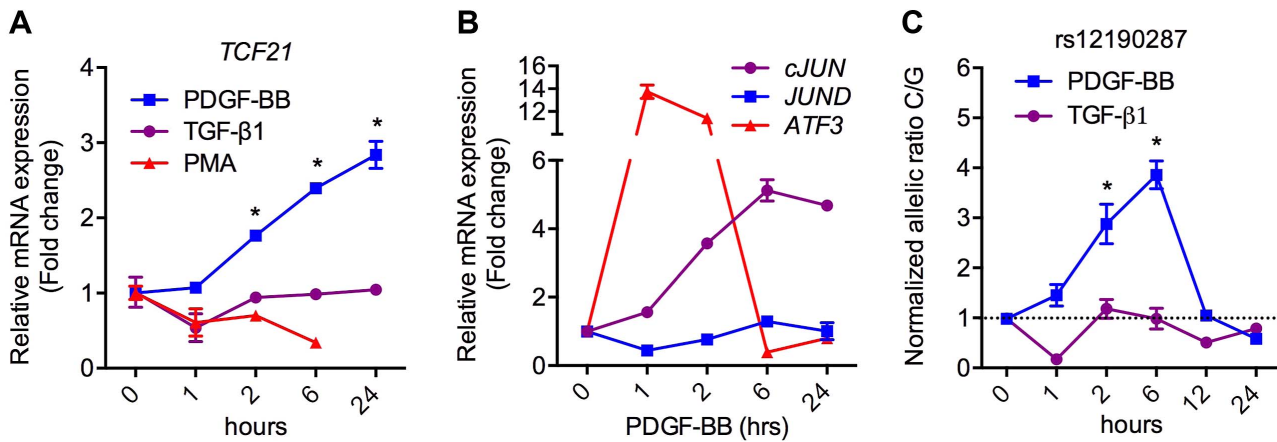 A
TCF21
Relative mRNA expression
(Fold change)
4
3
2
1
0
PDGF-BB
TGF-β1
PMA
*
*
*
0
1
2
6
24
hours
B
Relative mRNA expression
(Fold change)
16
14
12
6
4
2
0
cJUN
JUND
ATF3
0
1
2
6
24
PDGF-BB (hrs)
C
rs12190287
Normalized allelic ratio C/G
6
5
4
3
2
1
0
PDGF-BB
TGF-β1
*
*
0
1
2
6
12
24
hours